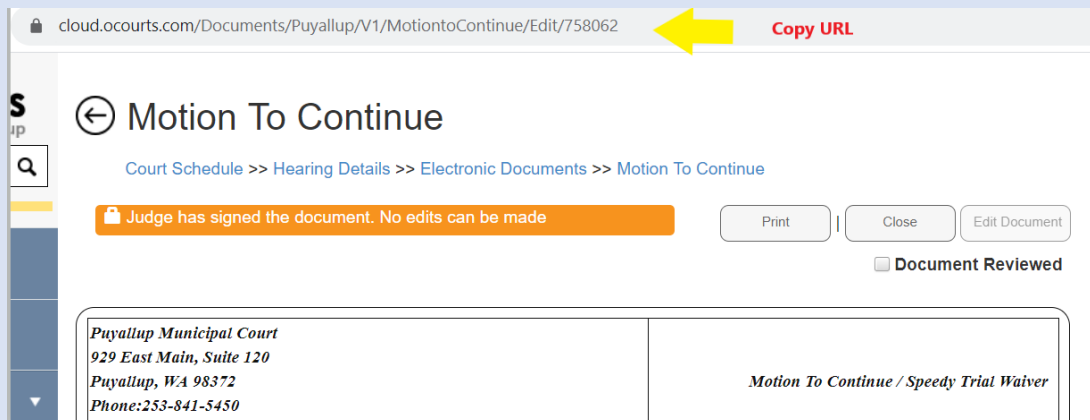 cloud.ocourts.com/Documents/Puyallup/V1/MotiontoContinue/Edit/758062
Copy URL
Motion To Continue
Court Schedule >> Hearing Details >> Electronic Documents >> Motion To Continue
Judge has signed the document. No edits can be made
Print | Close Edit Document
Document Reviewed
Puyallup Municipal Court
929 East Main, Suite 120
Puyallup, WA 98372
Phone:253-841-5450
Motion To Continue / Speedy Trial Waiver